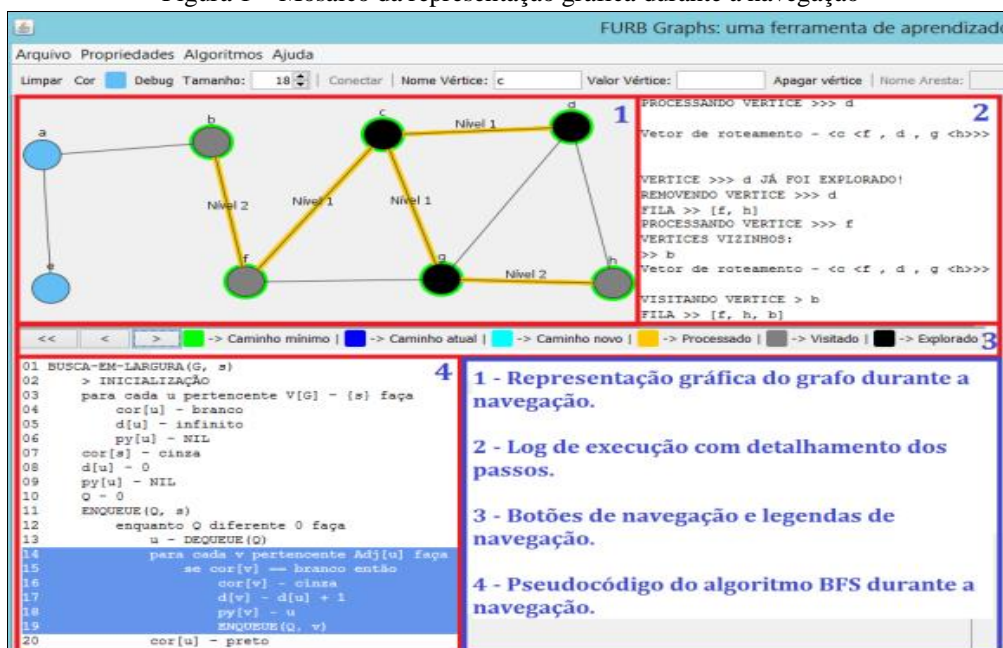 Figura 1 – Mosaico da representação gráfica durante a navegação
FURB Graphs: uma ferramenta de aprendizado
Arquivo Propriedades Algoritmos Ajuda
Limpar Cor Debug Tamanho: 18 | Conectar | Nome Vértice: c Valor Vértice: Apagar vértice | Nome Aresta:
1
a
b
c
d
e
f
g
h
Nível 1
Nível 2
Nível 1
Nível 1
Nível 2
2
PROCESSANDO VERTICE >>> d
Vetor de roteamento - <c <f , d , g <h>>>
VERTICE >>> d JÁ FOI EXPLORADO!
REMOVENDO VERTICE >>> d
FILA >> [f, h]
PROCESSANDO VERTICE >>> f
VERTICES VIZINHOS:
>> b
Vetor de roteamento - <c <f , d , g <h>>>
VISITANDO VERTICE > b
FILA >> [f, h, b]
<< < > -> Caminho mínimo | -> Caminho atual | -> Caminho novo | -> Processado | -> Visitado | -> Explorado 3
4
01 BUSCA-EM-LARGURA(G, s)
02 > INICIALIZAÇÃO
03 para cada u pertencente V[G] - {s} faça
04 cor[u] - branco
05 d[u] - infinito
06 py[u] - NIL
07 cor[s] - cinza
08 d[u] - 0
09 py[u] - NIL
10 Q - 0
11 ENQUEUE(Q, s)
12 enquanto Q diferente 0 faça
13 u - DEQUEUE(Q)
14 para cada v pertencente Adj[u] faça
15 se cor[v] == branco então
16 cor[v] - cinza
17 d[v] - d[u] + 1
18 py[v] - u
19 ENQUEUE(Q, v)
20 cor[u] - preto
1 - Representação gráfica do grafo durante a
navegação.
2 - Log de execução com detalhamento dos
passos.
3 - Botões de navegação e legendas de
navegação.
4 - Pseudocódigo do algoritmo BFS durante a
navegação.